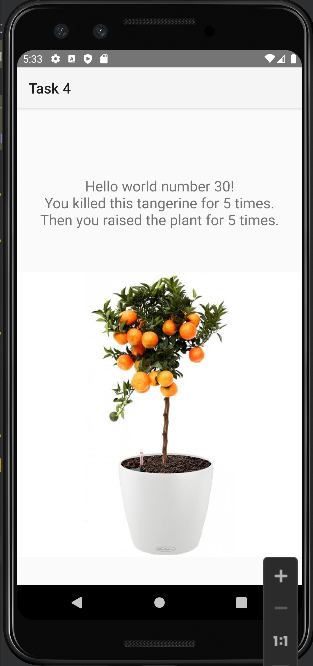 5:33
Task 4
Hello world number 30!
You killed this tangerine for 5 times.
Then you raised the plant for 5 times.
1:1